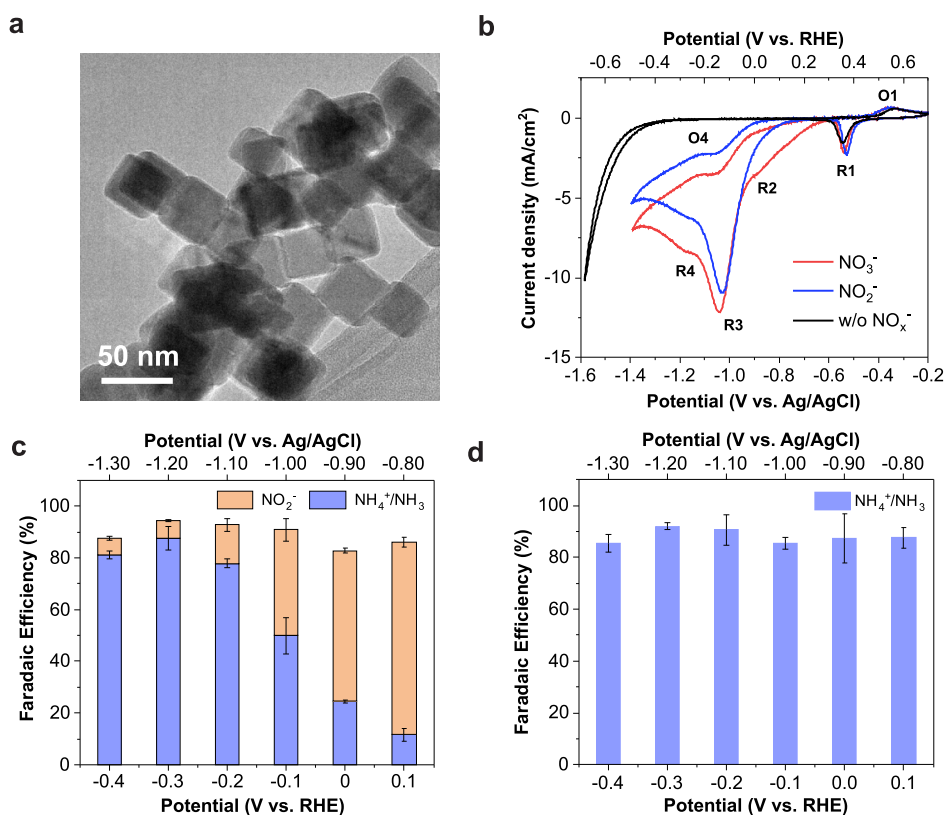 a
50 nm
b
Potential (V vs. RHE)
-0.6 -0.4 -0.2 0.0 0.2 0.4 0.6
Current density (mA/cm²)
0
-5
-10
-15
O1
O4
R1
R2
R4
R3
NO₃⁻
NO₂⁻
w/o NOₓ⁻
-1.6 -1.4 -1.2 -1.0 -0.8 -0.6 -0.4 -0.2
Potential (V vs. Ag/AgCl)
c
Potential (V vs. Ag/AgCl)
-1.30 -1.20 -1.10 -1.00 -0.90 -0.80
Faradaic Efficiency (%)
100
80
60
40
20
0
NO₂⁻ NH₄⁺/NH₃
-0.4 -0.3 -0.2 -0.1 0 0.1
Potential (V vs. RHE)
d
Potential (V vs. Ag/AgCl)
-1.30 -1.20 -1.10 -1.00 -0.90 -0.80
Faradaic Efficiency (%)
100
80
60
40
20
0
NH₄⁺/NH₃
-0.4 -0.3 -0.2 -0.1 0.0 0.1
Potential (V vs. RHE)